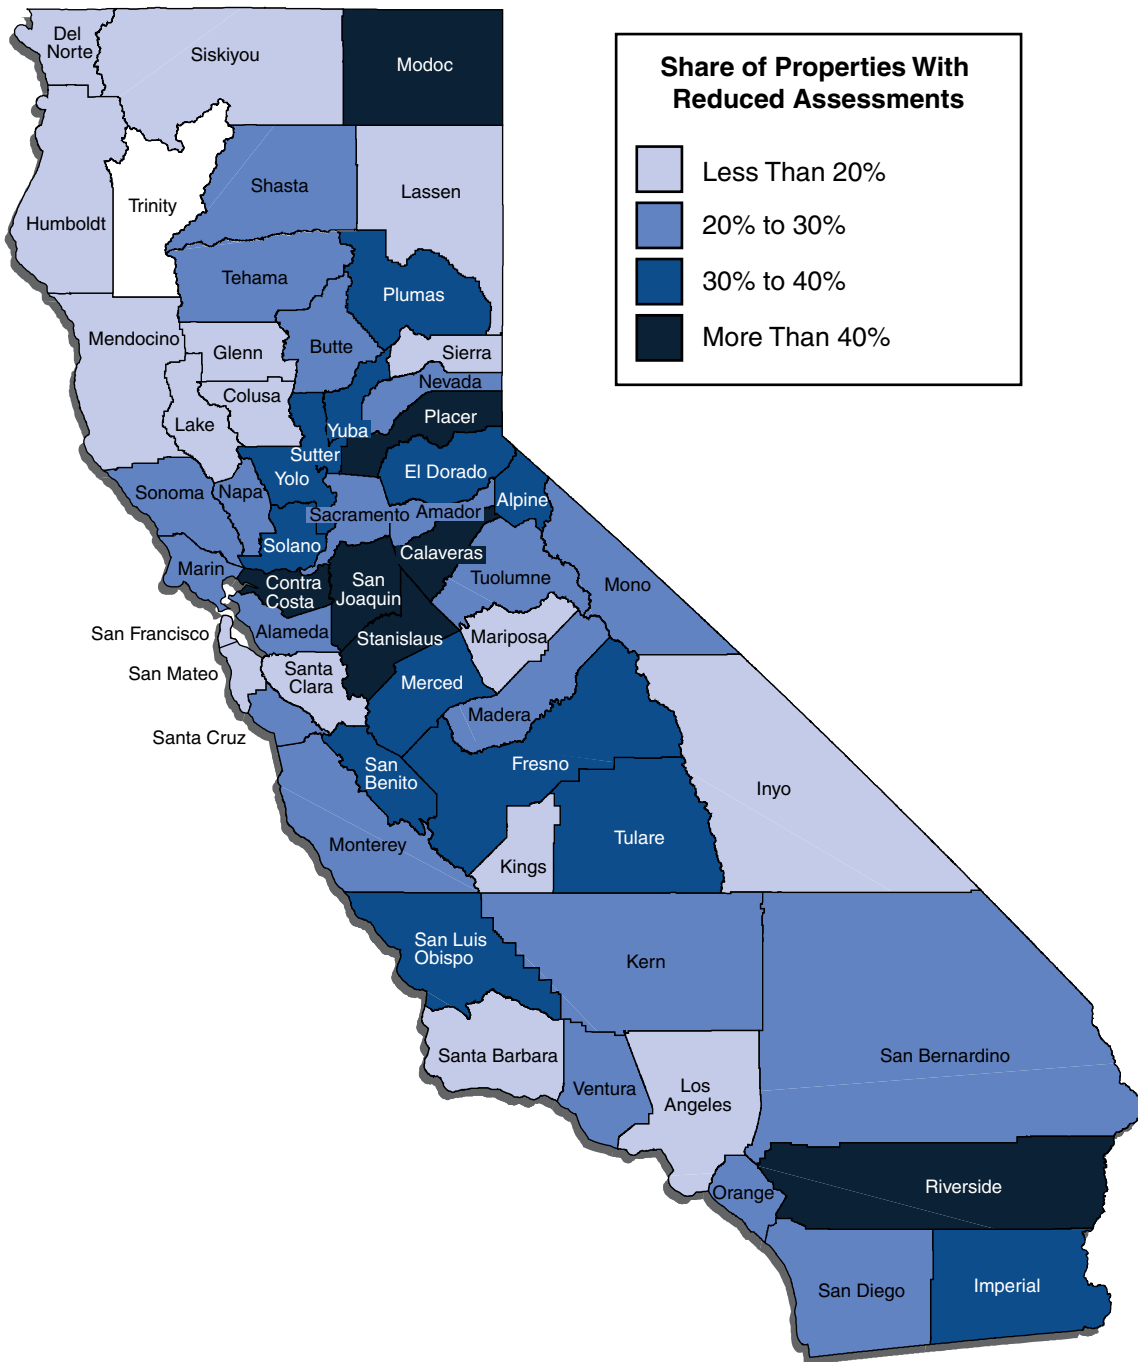 Share of Properties With
Reduced Assessments
Less Than 20%
20% to 30%
30% to 40%
More Than 40%
Del
Norte
Siskiyou
Modoc
Humboldt
Trinity
Shasta
Lassen
Tehama
Plumas
Mendocino
Glenn
Butte
Sierra
Nevada
Colusa
Lake
Placer
Yuba
Sutter
Yolo
El Dorado
Sonoma
Napa
Alpine
Sacramento
Amador
Solano
Calaveras
Marin
Contra
Costa
San
Joaquin
Tuolumne
Mono
San Francisco
Alameda
Stanislaus
Mariposa
San Mateo
Santa
Clara
Merced
Santa Cruz
Madera
San
Benito
Fresno
Inyo
Monterey
Kings
Tulare
San Luis
Obispo
Kern
Santa Barbara
San Bernardino
Ventura
Los
Angeles
Orange
Riverside
San Diego
Imperial